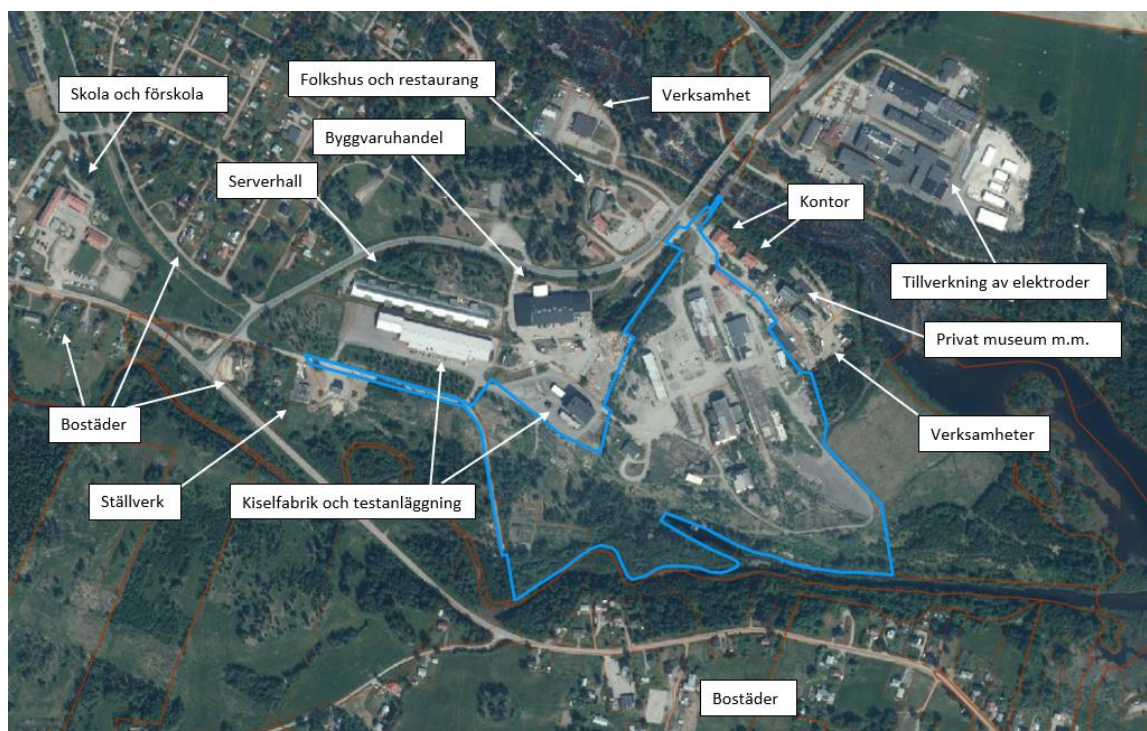 Folkshus och restaurang
Skola och förskola
Verksamhet
Byggvaruhandel
Serverhall
Kontor
Tillverkning av elektroder
Privat museum m.m.
Bostäder
Verksamheter
Ställverk
Kiselfabrik och testanläggning
Bostäder